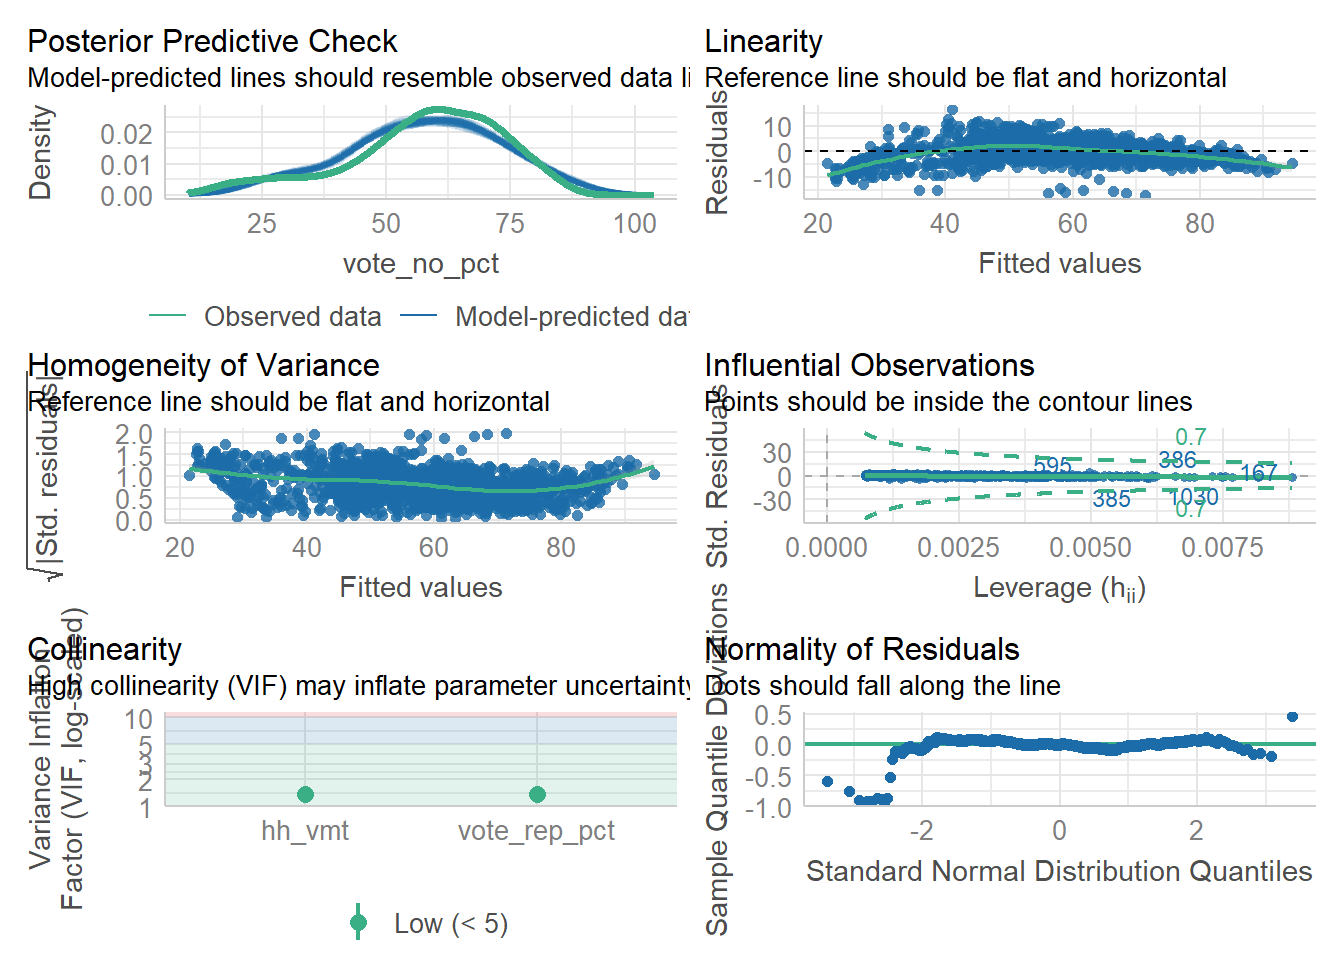 Posterior Predictive Check
Model-predicted lines should resemble observed data li
Density
0.02
0.01
0.00
25 50 75 100
vote_no_pct
Observed data Model-predicted dat
Linearity
Reference line should be flat and horizontal
Residuals
10
0
-10
20 40 60 80
Fitted values
Homogeneity of Variance
Reference line should be flat and horizontal
√|Std. residuals|
2.0
1.5
1.0
0.5
0.0
20 40 60 80
Fitted values
Influential Observations
Points should be inside the contour lines
Std. Residuals
30
0
-30
0.7
595
386
167
385
1030
0.7
0.0000 0.0025 0.0050 0.0075
Leverage (hii)
Collinearity
High collinearity (VIF) may inflate parameter uncertainty
Variance Inflation
Factor (VIF, log-scaled)
10
5
3
2
1
hh_vmt vote_rep_pct
Low (< 5)
Normality of Residuals
Dots should fall along the line
Sample Quantile Deviations
0.5
0.0
-0.5
-1.0
-2 0 2
Standard Normal Distribution Quantiles